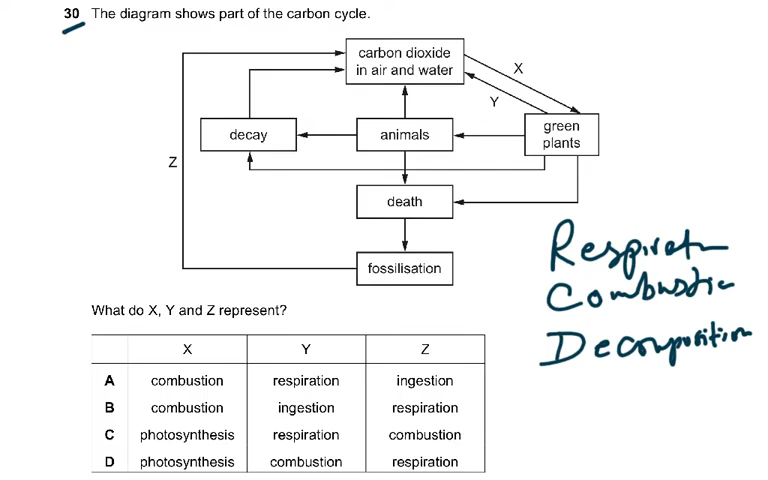 30 The diagram shows part of the carbon cycle.
carbon dioxide
in air and water
X
Y
green
plants
decay
animals
Z
death
fossilisation
Respirat
Combustio
Decomposition
What do X, Y and Z represent?
X Y Z
A combustion respiration ingestion
B combustion ingestion respiration
C photosynthesis respiration combustion
D photosynthesis combustion respiration